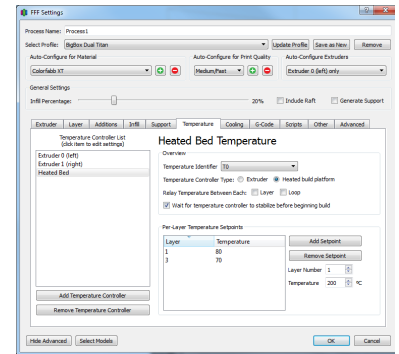 FFF Settings
Process Name: Process1
Select Profile: BigBox Dual Titan Update Profile Save as New Remove
Auto-Configure for Material Auto-Configure for Print Quality Auto-Configure Extruders
Colorfabb XT Medium/Fast Extruder 0 (left) only
General Settings
Infill Percentage: 20% Include Raft Generate Support
Extruder Layer Additions Infill Support Temperature Cooling G-Code Scripts Other Advanced
Temperature Controller List
(click item to edit settings)
Extruder 0 (left)
Extruder 1 (right)
Heated Bed
Add Temperature Controller
Remove Temperature Controller
Heated Bed Temperature
Overview
Temperature Identifier T0
Temperature Controller Type: Extruder Heated build platform
Relay Temperature Between Each: Layer Loop
Wait for temperature controller to stabilize before beginning build
Per-Layer Temperature Setpoints
Layer Temperature
1 80
3 70
Add Setpoint
Remove Setpoint
Layer Number 1
Temperature 200 °C
Hide Advanced Select Models OK Cancel